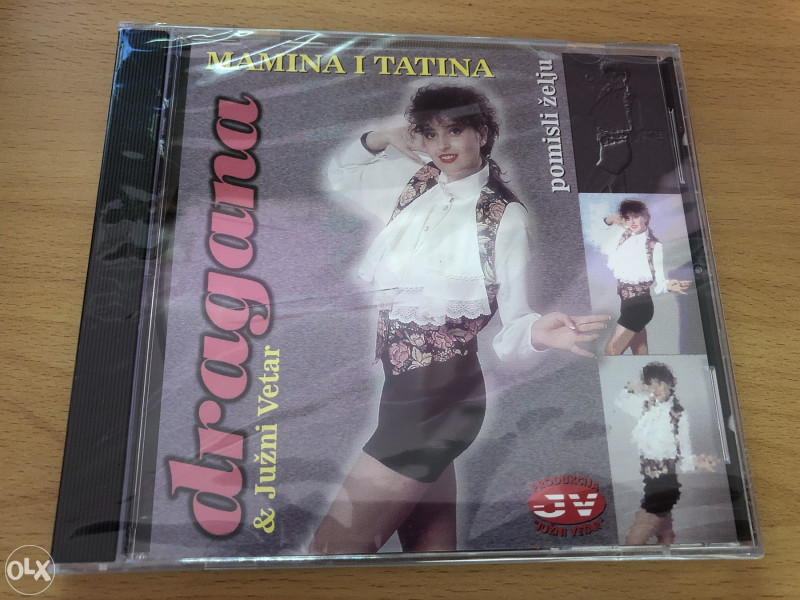 MAMINA I TATINA
dragana
& Južni Vetar
pomisli želju
PRODUKCIJA
JV
"JUŽNI VETAR"
OLX